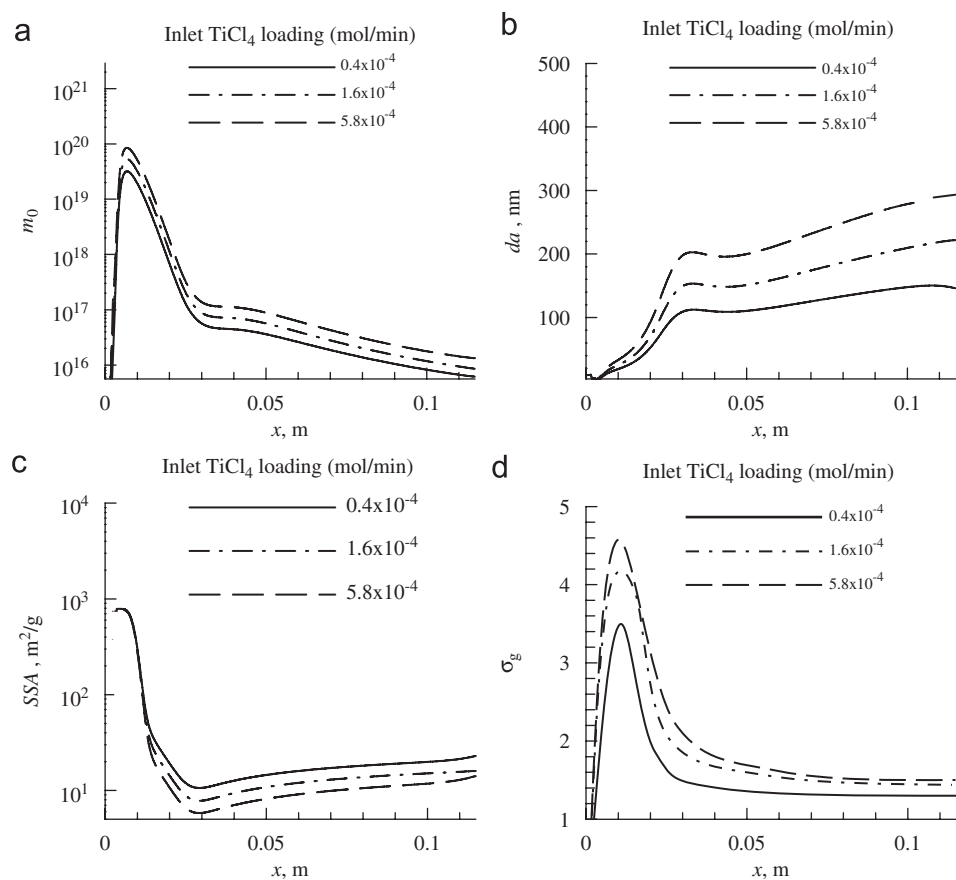 a
Inlet TiCl4 loading (mol/min)
0.4x10^-4
1.6x10^-4
5.8x10^-4
10^21
10^20
10^19
10^18
10^17
10^16
m0
0
0.05
0.1
x, m
b
Inlet TiCl4 loading (mol/min)
0.4x10^-4
1.6x10^-4
5.8x10^-4
500
400
300
200
100
da , nm
0
0.05
0.1
x, m
c
Inlet TiCl4 loading (mol/min)
0.4x10^-4
1.6x10^-4
5.8x10^-4
10^4
10^3
10^2
10^1
SSA , m^2/g
0
0.05
0.1
x, m
d
Inlet TiCl4 loading (mol/min)
0.4x10^-4
1.6x10^-4
5.8x10^-4
5
4
3
2
1
σg
0
0.05
0.1
x, m